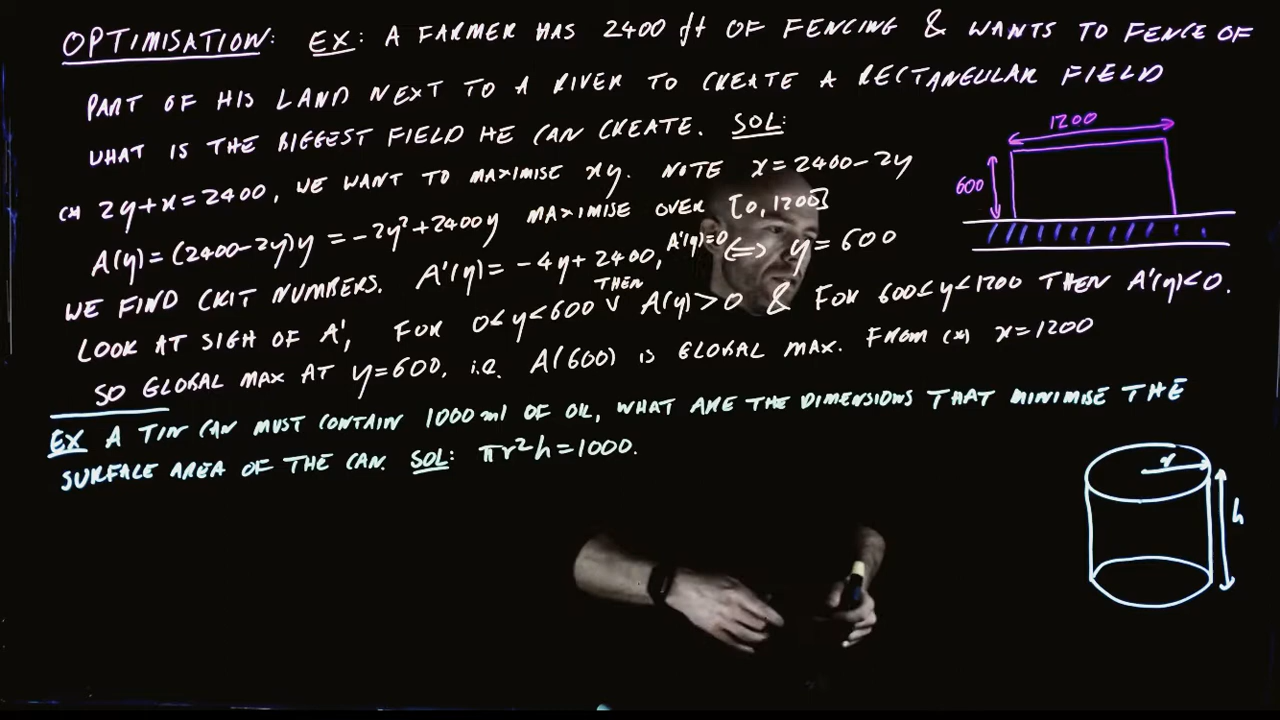 OPTIMISATION: EX: A FARMER HAS 2400 ft OF FENCING & WANTS TO FENCE OF
PART OF HIS LAND NEXT TO A RIVER TO CREATE A RECTANGULAR FIELD
WHAT IS THE BIGGEST FIELD HE CAN CREATE. SOL:
(*) 2y+x=2400, WE WANT TO MAXIMISE xy. NOTE x=2400-2y
A(y)=(2400-2y)y=-2y²+2400y MAXIMISE OVER [0,1200]
WE FIND CRIT NUMBERS. A'(y)=-4y+2400, A'(y)=0 ⟺ y=600
LOOK AT SIGN OF A', FOR 0<y<600 THEN A(y)>0 & FOR 600<y<1200 THEN A'(y)<0.
SO GLOBAL MAX AT y=600, i.e. A(600) IS GLOBAL MAX. FROM (*) x=1200
1200
600
EX A TIN CAN MUST CONTAIN 1000 ml OF OIL, WHAT ARE THE DIMENSIONS THAT MINIMISE THE
SURFACE AREA OF THE CAN. SOL: πr²h=1000.
r
h